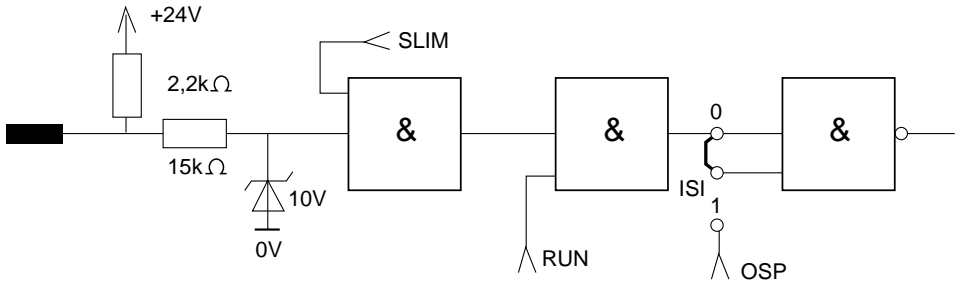 +24V
SLIM
2,2kΩ
15kΩ
10V
0V
&
&
&
0
ISI
1
RUN
OSP